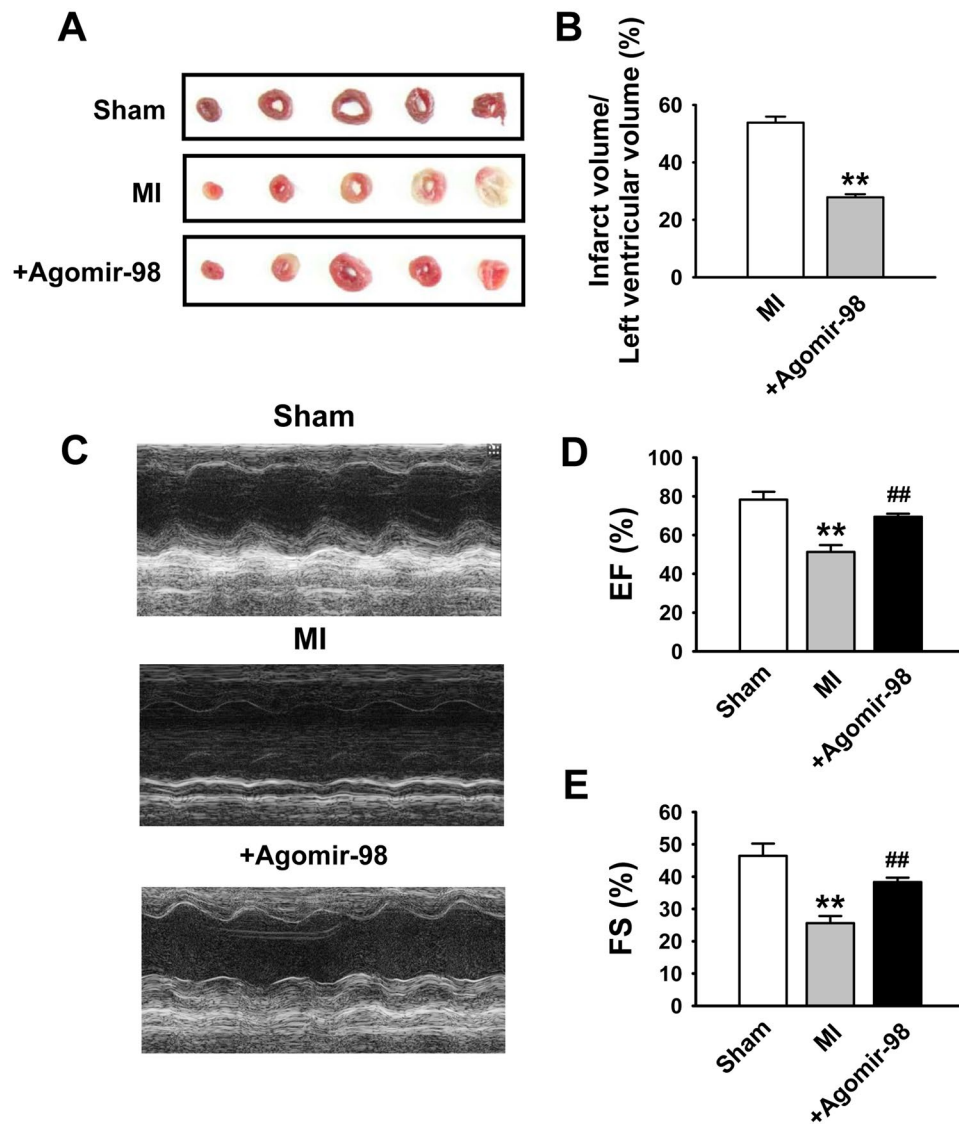 A
Sham
MI
+Agomir-98
B
Infarct volume/
Left ventricular volume (%)
60
40
20
0
**
MI
+Agomir-98
C
Sham
MI
+Agomir-98
D
EF (%)
100
80
60
40
20
0
**
##
Sham
MI
+Agomir-98
E
FS (%)
60
50
40
30
20
10
0
**
##
Sham
MI
+Agomir-98